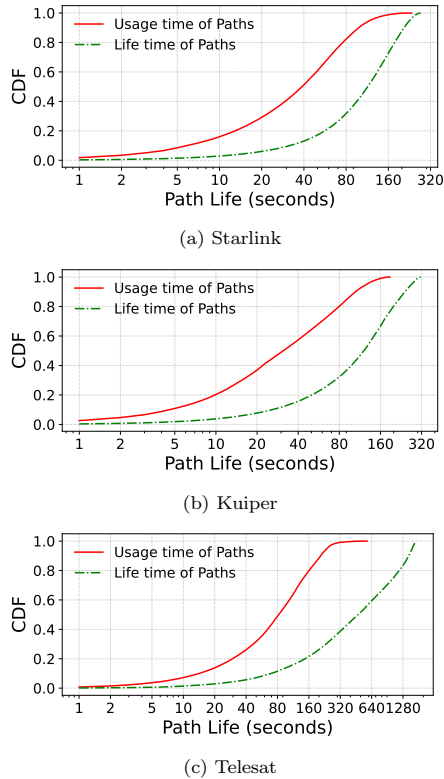 1.0
0.8
0.6
0.4
0.2
0.0
CDF
Usage time of Paths
Life time of Paths
1 2 5 10 20 40 80 160 320
Path Life (seconds)
(a) Starlink
1.0
0.8
0.6
0.4
0.2
0.0
CDF
Usage time of Paths
Life time of Paths
1 2 5 10 20 40 80 160 320
Path Life (seconds)
(b) Kuiper
1.0
0.8
0.6
0.4
0.2
0.0
CDF
Usage time of Paths
Life time of Paths
1 2 5 10 20 40 80 160 320 640 1280
Path Life (seconds)
(c) Telesat